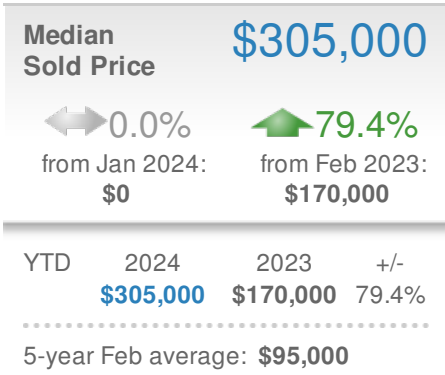 Median
Sold Price
$305,000
0.0%
79.4%
from Jan 2024:
from Feb 2023:
$0
$170,000
YTD 2024 2023 +/-
$305,000 $170,000 79.4%
5-year Feb average: $95,000